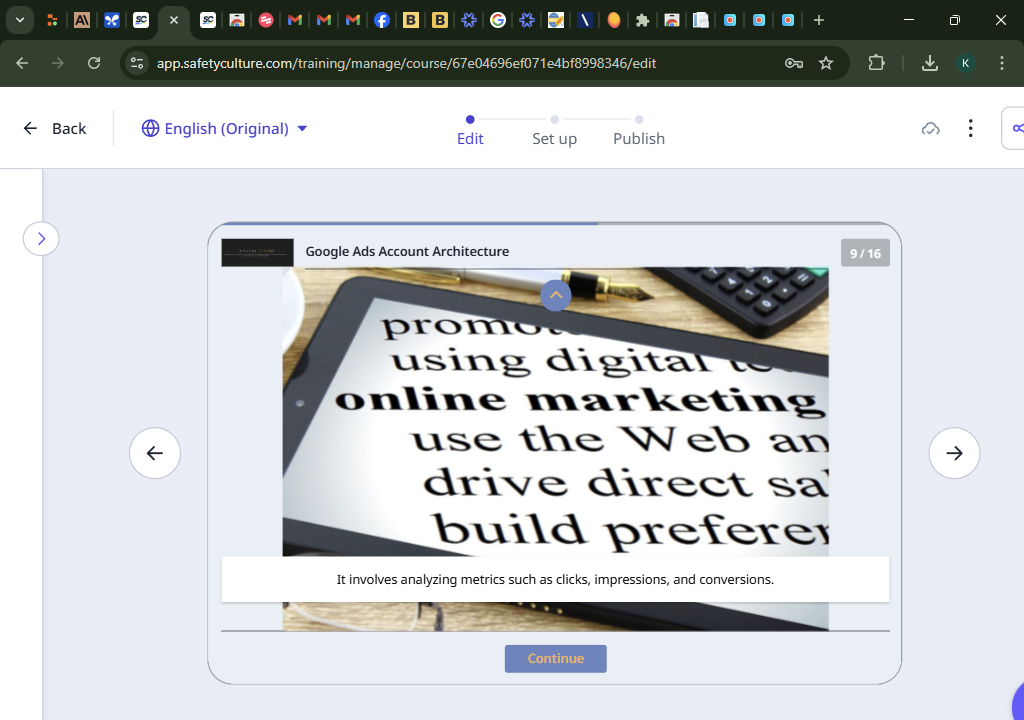 app.safetyculture.com/training/manage/course/67e04696ef071e4bf8998346/edit
K
Back
English (Original)
Edit
Set up
Publish
Google Ads Account Architecture
9 / 16
using digital
online marketing
use the Web an
drive direct sa
build prefere
It involves analyzing metrics such as clicks, impressions, and conversions.
Continue